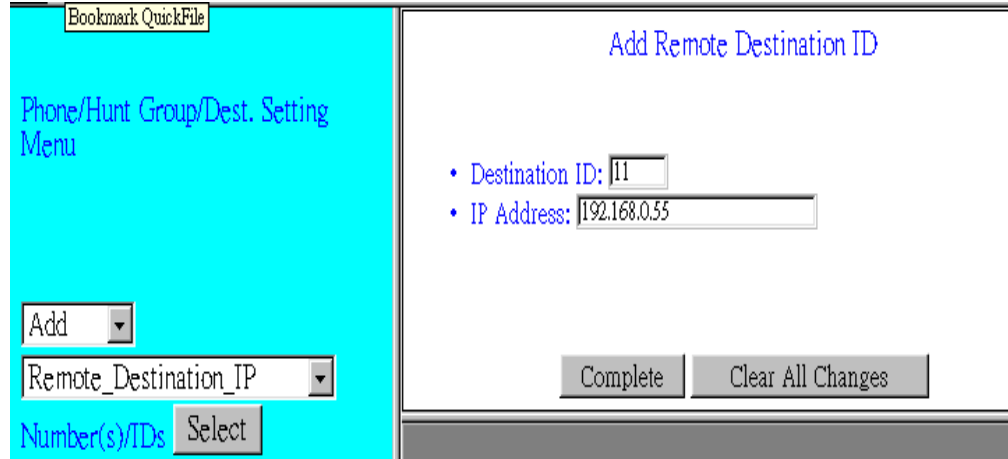 Bookmark QuickFile
Phone/Hunt Group/Dest. Setting
Menu
Add
Remote_Destination_IP
Number(s)/IDs Select
Add Remote Destination ID
• Destination ID: 11
• IP Address: 192.168.0.55
Complete Clear All Changes